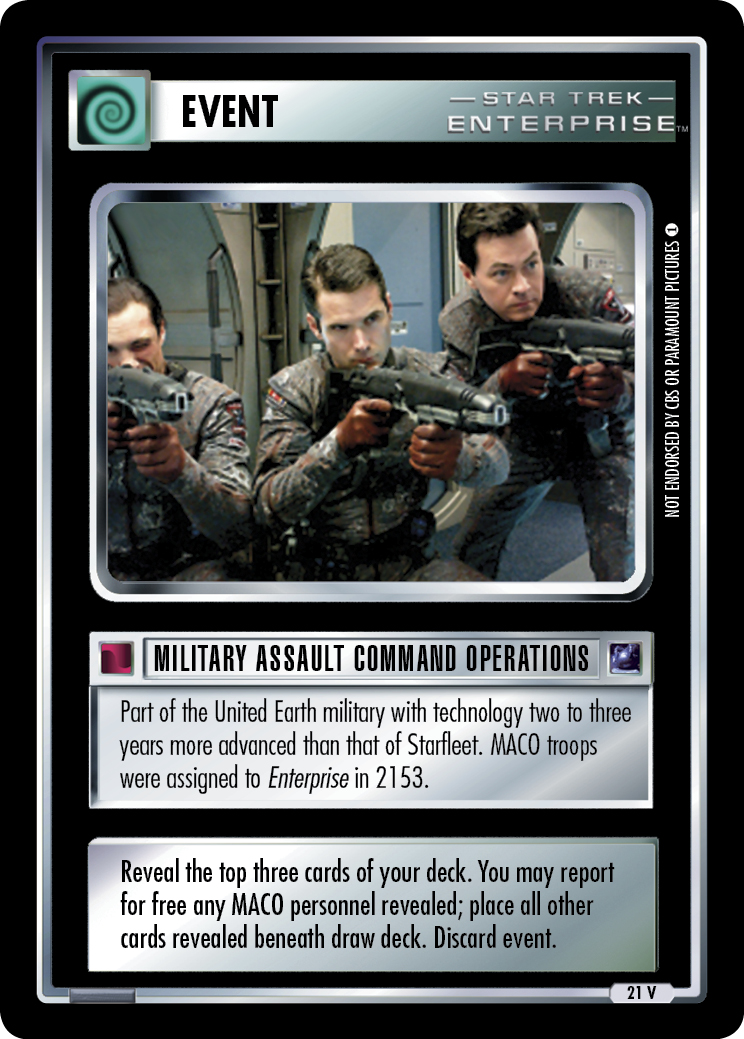 EVENT
— STAR TREK —
ENTERPRISE™
NOT ENDORSED BY CBS OR PARAMOUNT PICTURES 1
MILITARY ASSAULT COMMAND OPERATIONS
Part of the United Earth military with technology two to three
years more advanced than that of Starfleet. MACO troops
were assigned to Enterprise in 2153.
Reveal the top three cards of your deck. You may report
for free any MACO personnel revealed; place all other
cards revealed beneath draw deck. Discard event.
21 V